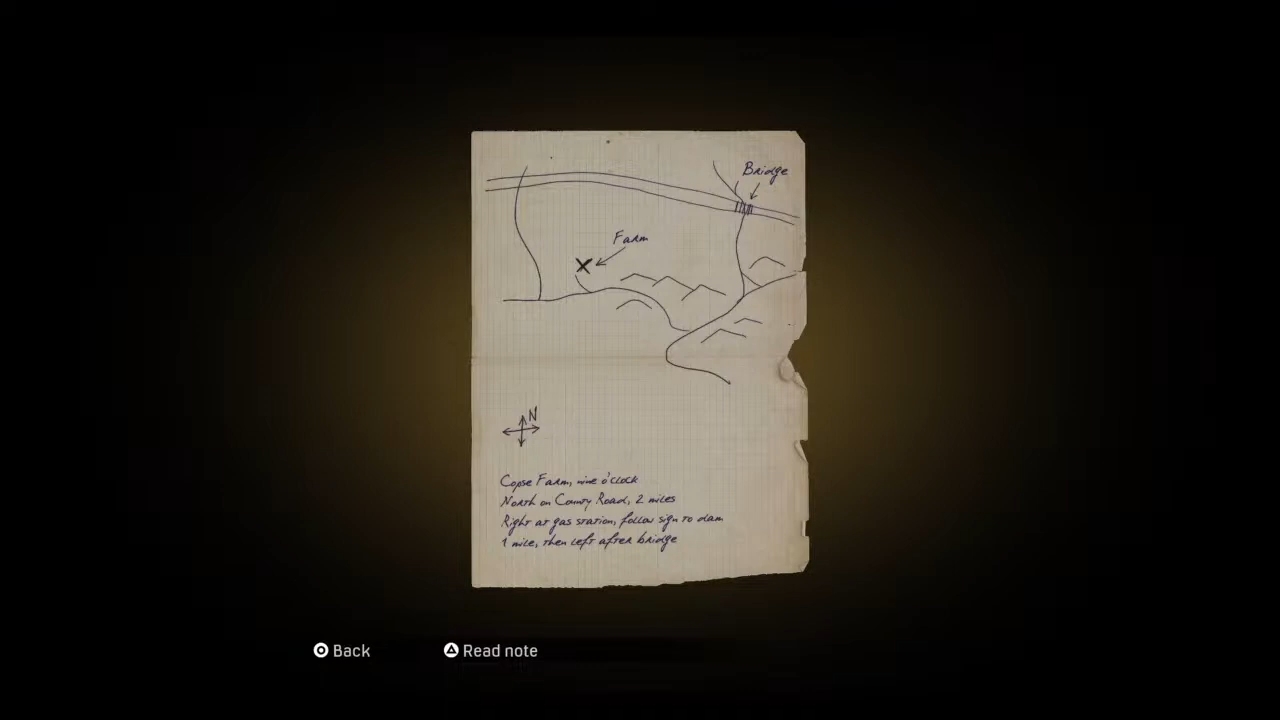 Bridge
Farm
N
Copse Farm, nine o'clock
North on County Road, 2 miles
Right at gas station, follow sign to dam
1 mile, then left after bridge
Back
Read note